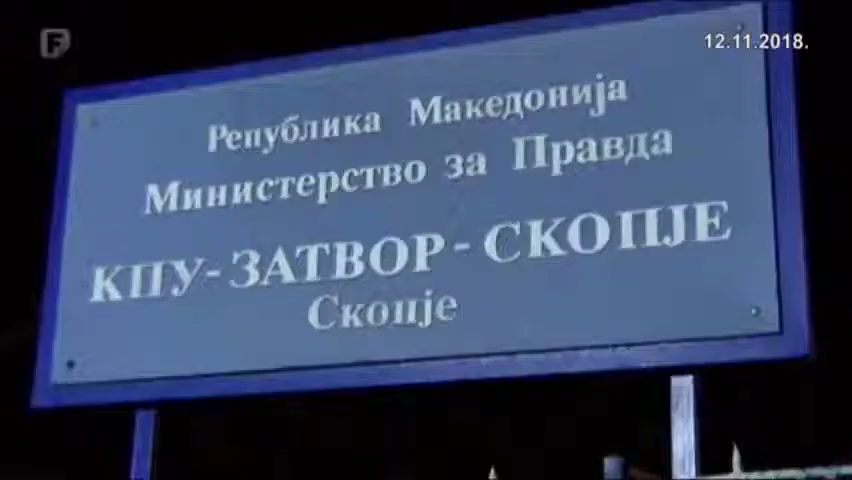 F
12.11.2018.
Република Македонија
Министерство за Правда
КПУ-ЗАТВОР-СКОПЈЕ
Скопје